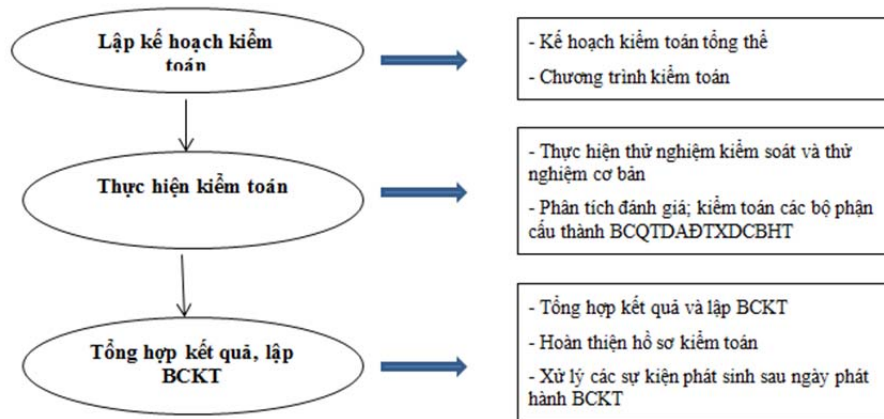 Lập kế hoạch kiểm
toán
- Kế hoạch kiểm toán tổng thể
- Chương trình kiểm toán
Thực hiện kiểm toán
- Thực hiện thử nghiệm kiểm soát và thử
nghiệm cơ bản
- Phân tích đánh giá; kiểm toán các bộ phận
cấu thành BCQTDAĐTXDCBHT
Tổng hợp kết quả, lập
BCKT
- Tổng hợp kết quả và lập BCKT
- Hoàn thiện hồ sơ kiểm toán
- Xử lý các sự kiện phát sinh sau ngày phát
hành BCKT